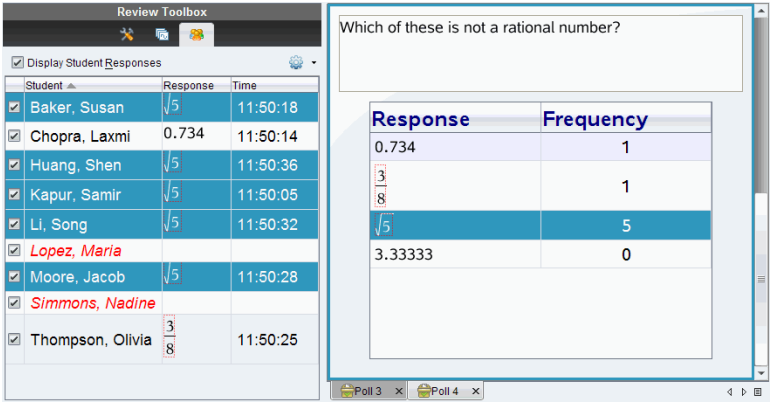 Review Toolbox
Display Student Responses
Student Response Time
Baker, Susan √5 11:50:18
Chopra, Laxmi 0.734 11:50:14
Huang, Shen √5 11:50:36
Kapur, Samir √5 11:50:05
Li, Song √5 11:50:32
Lopez, Maria
Moore, Jacob √5 11:50:28
Simmons, Nadine
Thompson, Olivia 3/8 11:50:25
Which of these is not a rational number?
Response Frequency
0.734 1
3/8 1
√5 5
3.33333 0
Poll 3 × Poll 4 ×